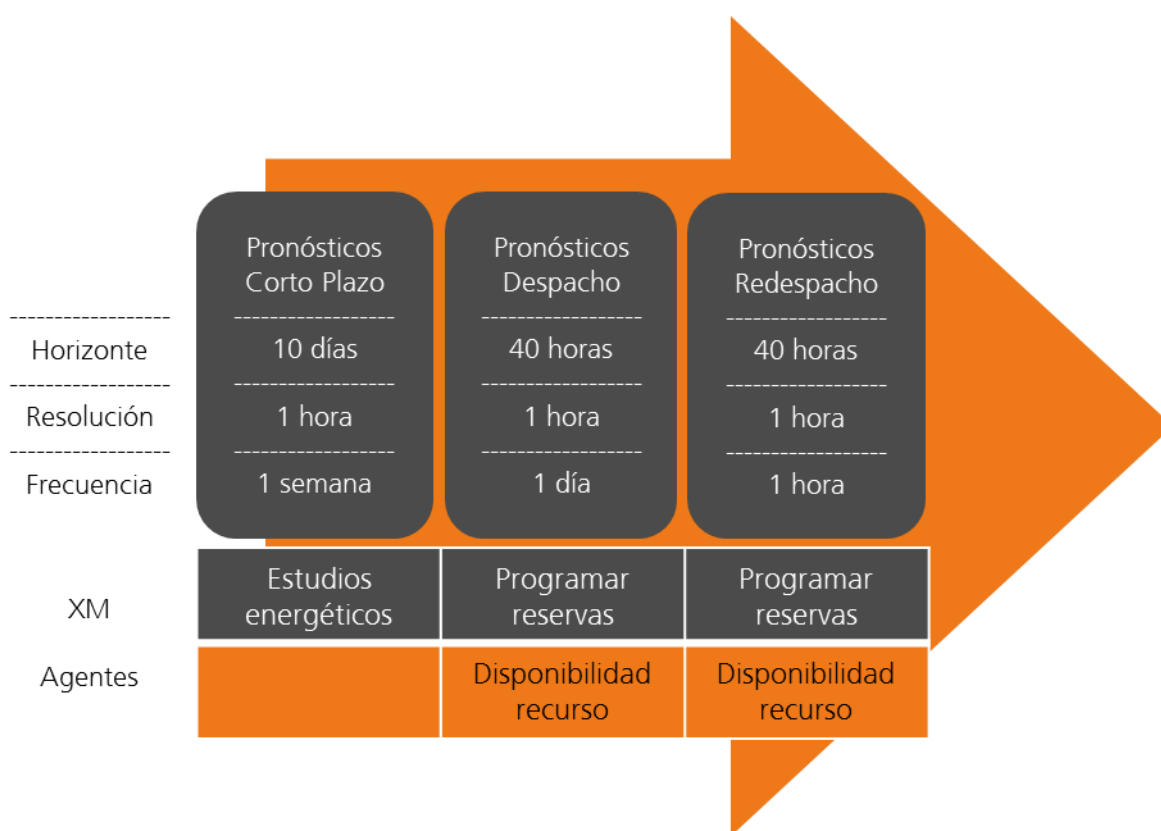 Pronósticos
Corto Plazo
Pronósticos
Despacho
Pronósticos
Redespacho
Horizonte
10 días
40 horas
40 horas
Resolución
1 hora
1 hora
1 hora
Frecuencia
1 semana
1 día
1 hora
XM
Estudios
energéticos
Programar
reservas
Programar
reservas
Agentes
Disponibilidad
recurso
Disponibilidad
recurso